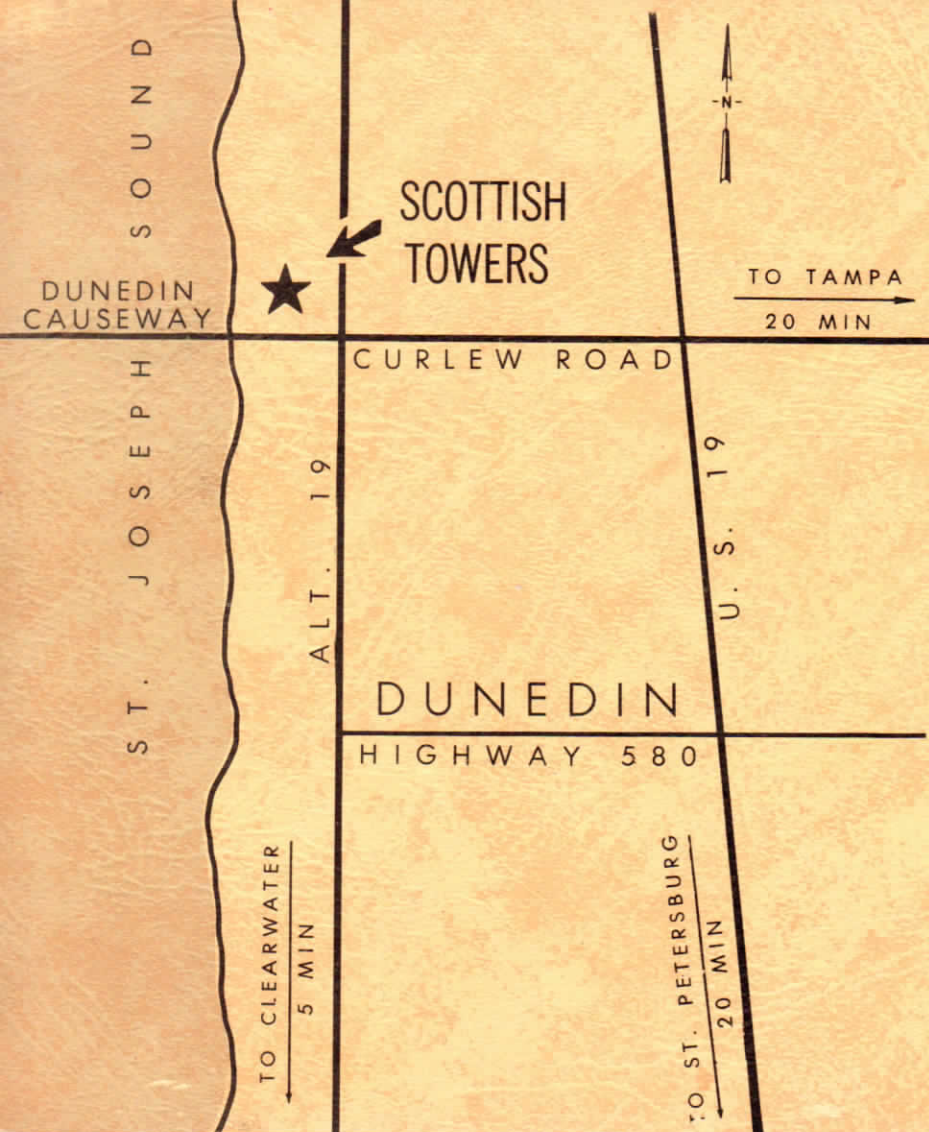 ST. JOSEPH SOUND
-N-
SCOTTISH
TOWERS
DUNEDIN
CAUSEWAY
TO TAMPA
20 MIN
CURLEW ROAD
ALT. 19
U.S. 19
DUNEDIN
HIGHWAY 580
TO CLEARWATER
5 MIN
TO ST. PETERSBURG
20 MIN